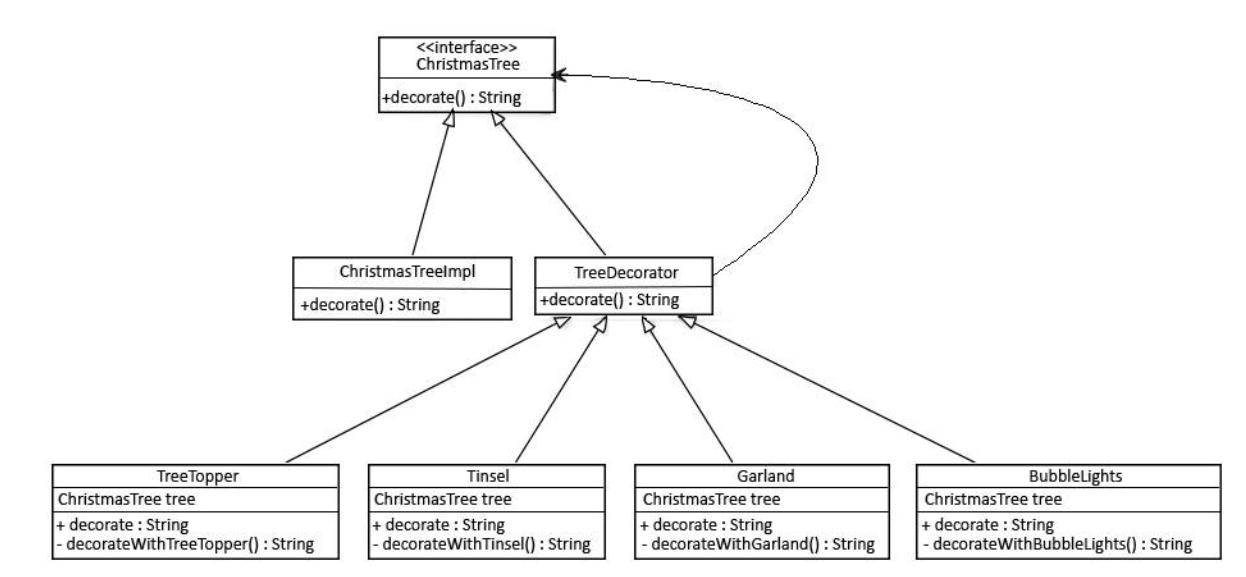 <<interface>>
ChristmasTree
+decorate() : String
ChristmasTreeImpl
+decorate() : String
TreeDecorator
+decorate() : String
TreeTopper
ChristmasTree tree
+ decorate : String
- decorateWithTreeTopper() : String
Tinsel
ChristmasTree tree
+ decorate : String
- decorateWithTinsel() : String
Garland
ChristmasTree tree
+ decorate : String
- decorateWithGarland() : String
BubbleLights
ChristmasTree tree
+ decorate : String
- decorateWithBubbleLights() : String